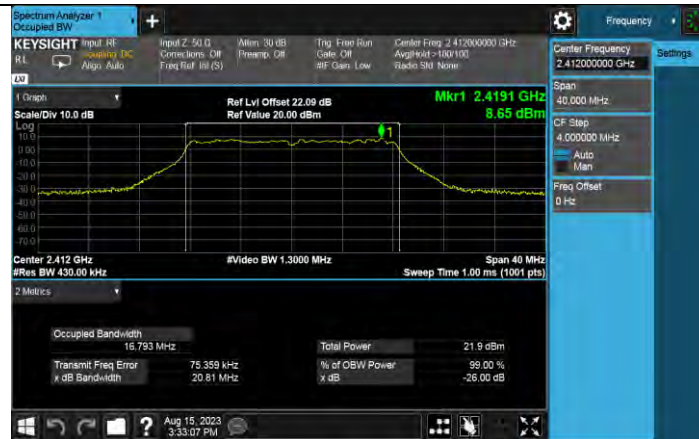 Spectrum Analyzer 1
Occupied BW
+
Frequency
KEYSIGHT
Input: RF
Coupling: DC
Align: Auto
RL
LXI
Input Z: 50 Ω
Corrections: Off
Freq Ref: Int (S)
Atten: 30 dB
Preamp: Off
Trig: Free Run
Gate: Off
#IF Gain: Low
Center Freq: 2.412000000 GHz
Avg|Hold:>100/100
Radio Std: None
Center Frequency
2.412000000 GHz
Settings
Span
40.000 MHz
CF Step
4.000000 MHz
Auto
Man
Freq Offset
0 Hz
1 Graph
Scale/Div 10.0 dB
Ref Lvl Offset 22.09 dB
Ref Value 20.00 dBm
Mkr1 2.4191 GHz
8.65 dBm
Log
10.0
0.00
-10.0
-20.0
-30.0
-40.0
-50.0
-60.0
-70.0
1
Center 2.412 GHz
#Res BW 430.00 kHz
#Video BW 1.3000 MHz
Span 40 MHz
Sweep Time 1.00 ms (1001 pts)
2 Metrics
Occupied Bandwidth
16.793 MHz
Total Power
21.9 dBm
Transmit Freq Error
75.359 kHz
% of OBW Power
99.00 %
x dB Bandwidth
20.81 MHz
x dB
-26.00 dB
?
Aug 15, 2023
3:33:07 PM